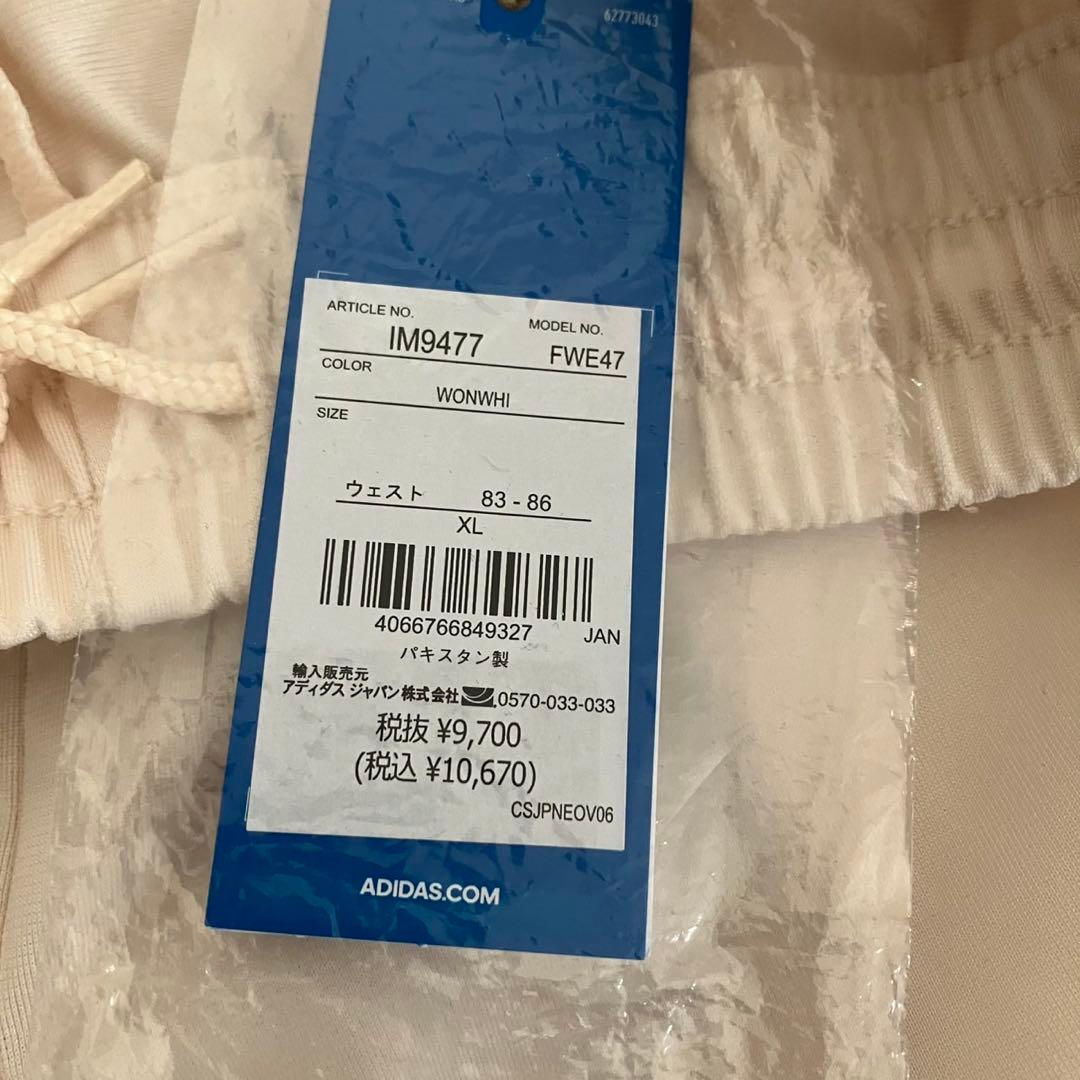 62773043
ARTICLE NO.
IM9477
MODEL NO.
FWE47
COLOR
WONWHI
SIZE
ウェスト 83 - 86
XL
4066766849327 JAN
パキスタン製
輸入販売元
アディダス ジャパン株式会社 0570-033-033
税抜 ¥9,700
(税込 ¥10,670)
CSJPNEOV06
ADIDAS.COM